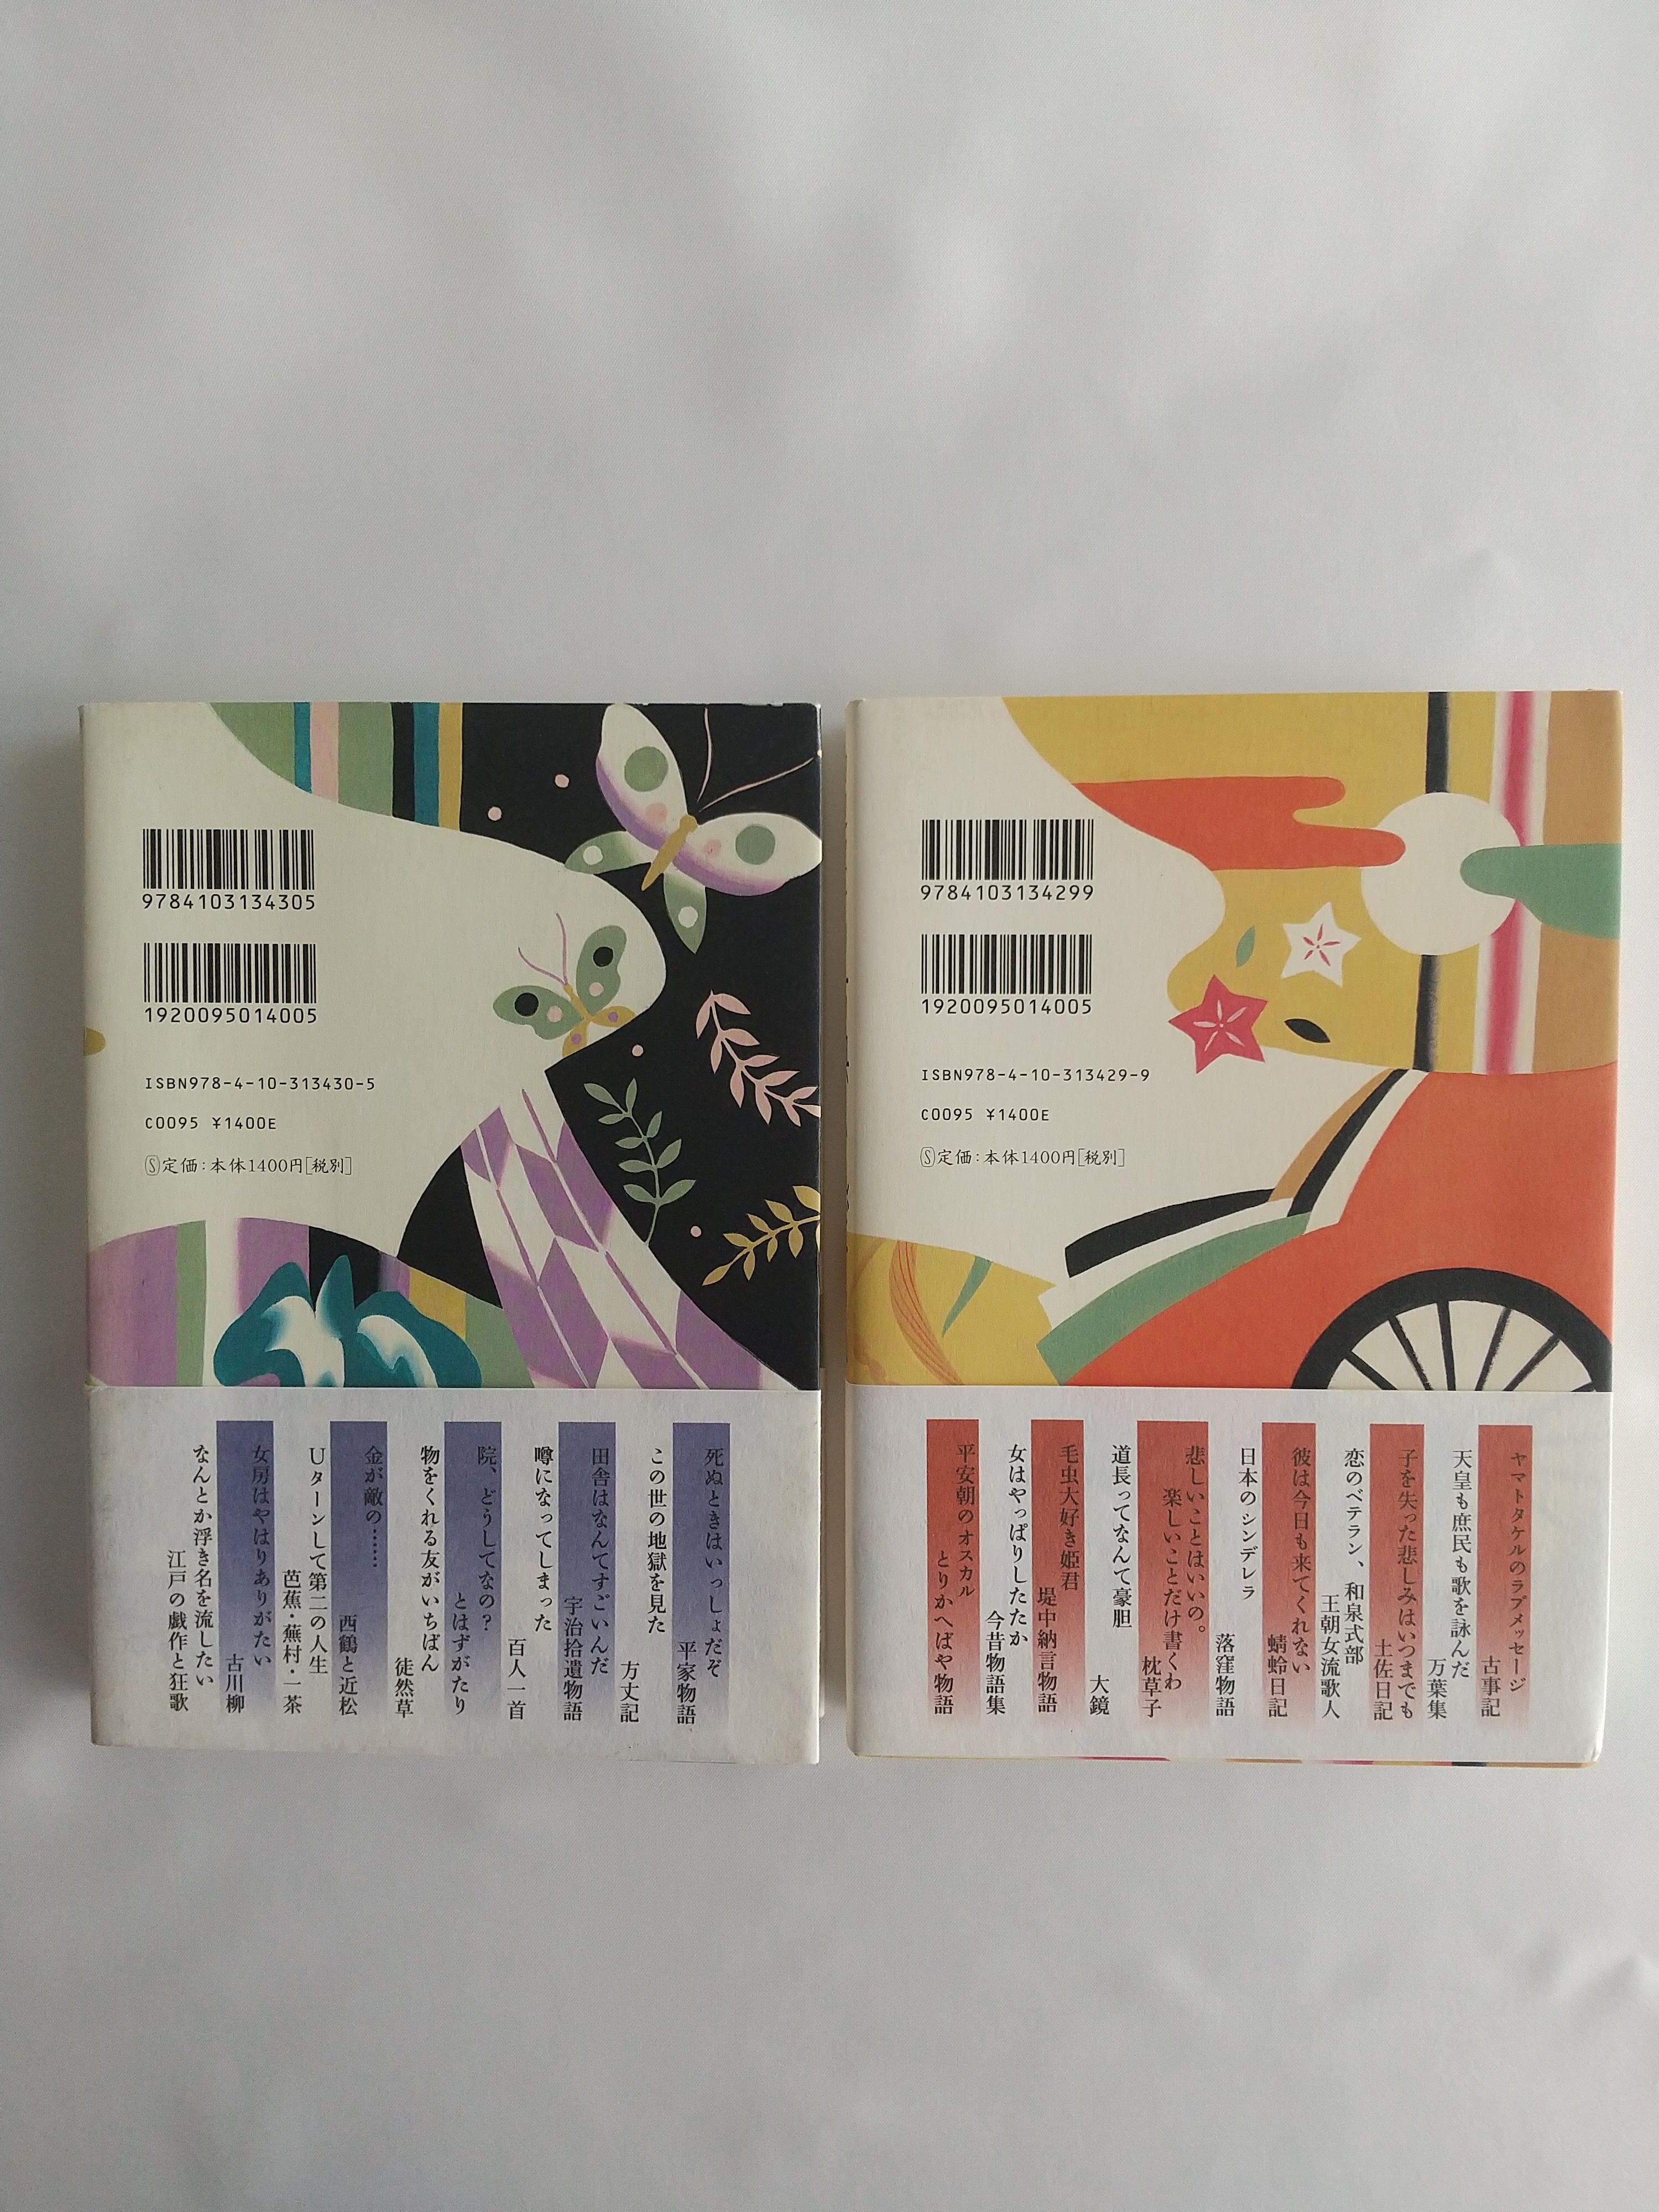 9784103134305
1920095014005
ISBN978-4-10-313430-5
C0095 ¥1400E
Ⓢ定価：本体1400円[税別]
死ぬときはいっしょだぞ
平家物語
この世の地獄を見た
方丈記
田舎はなんてすごいんだ
宇治拾遺物語
噂になってしまった
百人一首
院、どうしてなの？
とはずがたり
物をくれる友がいちばん
徒然草
金が敵の……
西鶴と近松
Uターンして第二の人生
芭蕉・蕪村・一茶
女房はやはりありがたい
古川柳
なんとか浮き名を流したい
江戸の戯作と狂歌
9784103134299
1920095014005
ISBN978-4-10-313429-9
C0095 ¥1400E
Ⓢ定価：本体1400円[税別]
ヤマトタケルのラブメッセージ
古事記
天皇も庶民も歌を詠んだ
万葉集
子を失った悲しみはいつまでも
土佐日記
恋のベテラン、和泉式部
王朝女流歌人
彼は今日も来てくれない
蜻蛉日記
日本のシンデレラ
落窪物語
悲しいことはいいの。
楽しいことだけ書くわ
枕草子
道長ってなんて豪胆
大鏡
毛虫大好き姫君
堤中納言物語
女はやっぱりしたたか
今昔物語集
平安朝のオスカル
とりかへばや物語